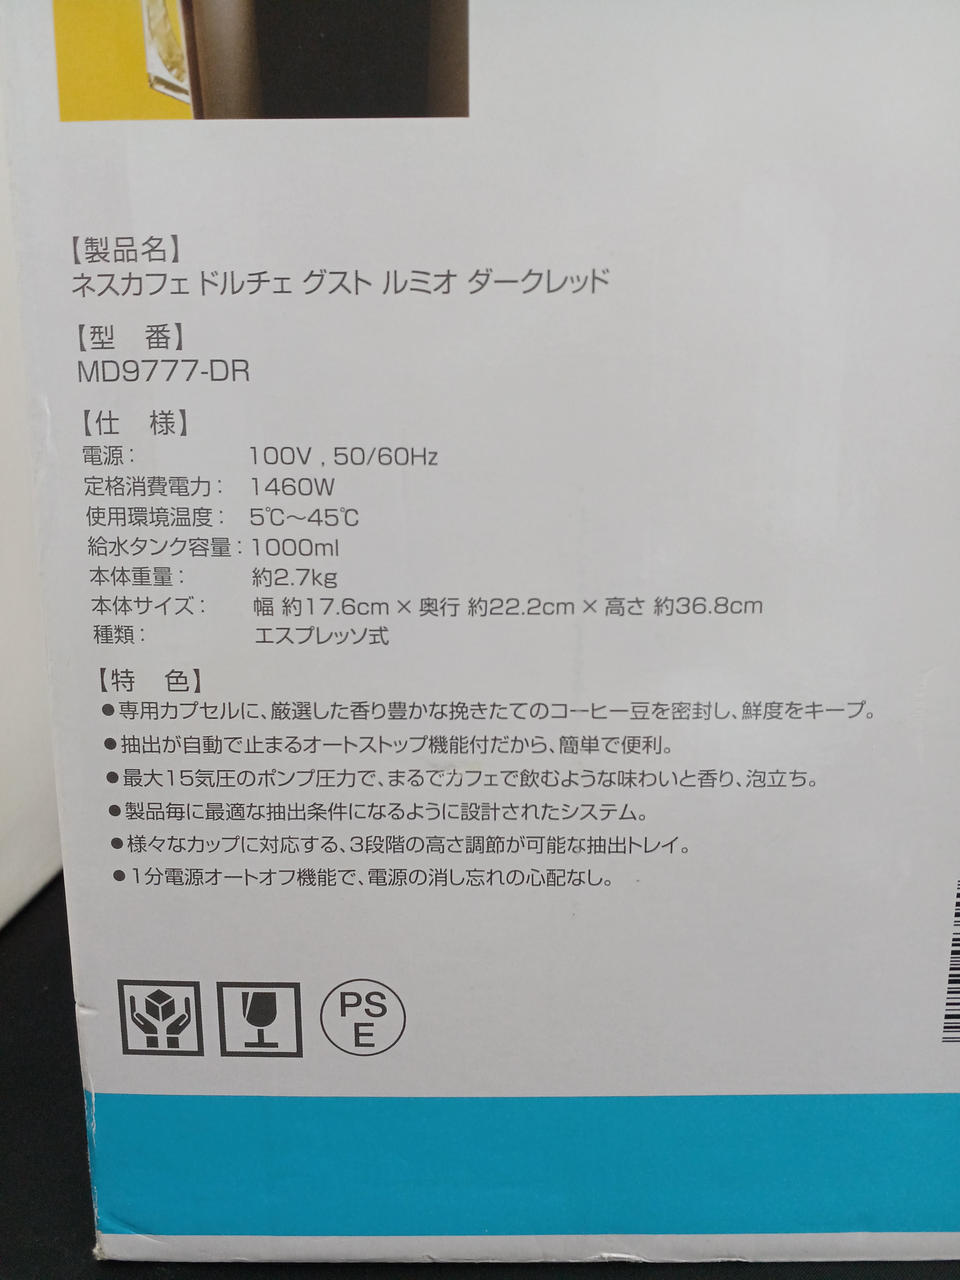 【製品名】
ネスカフェ ドルチェ グスト ルミオ ダークレッド
【型　番】
MD9777-DR
【仕　様】
電源： 100V , 50/60Hz
定格消費電力： 1460W
使用環境温度： 5℃～45℃
給水タンク容量： 1000ml
本体重量： 約2.7kg
本体サイズ： 幅 約17.6cm × 奥行 約22.2cm × 高さ 約36.8cm
種類： エスプレッソ式
【特　色】
●専用カプセルに、厳選した香り豊かな挽きたてのコーヒー豆を密封し、鮮度をキープ。
●抽出が自動で止まるオートストップ機能付だから、簡単で便利。
●最大15気圧のポンプ圧力で、まるでカフェで飲むような味わいと香り、泡立ち。
●製品毎に最適な抽出条件になるように設計されたシステム。
●様々なカップに対応する、3段階の高さ調節が可能な抽出トレイ。
●1分電源オートオフ機能で、電源の消し忘れの心配なし。
PS
E